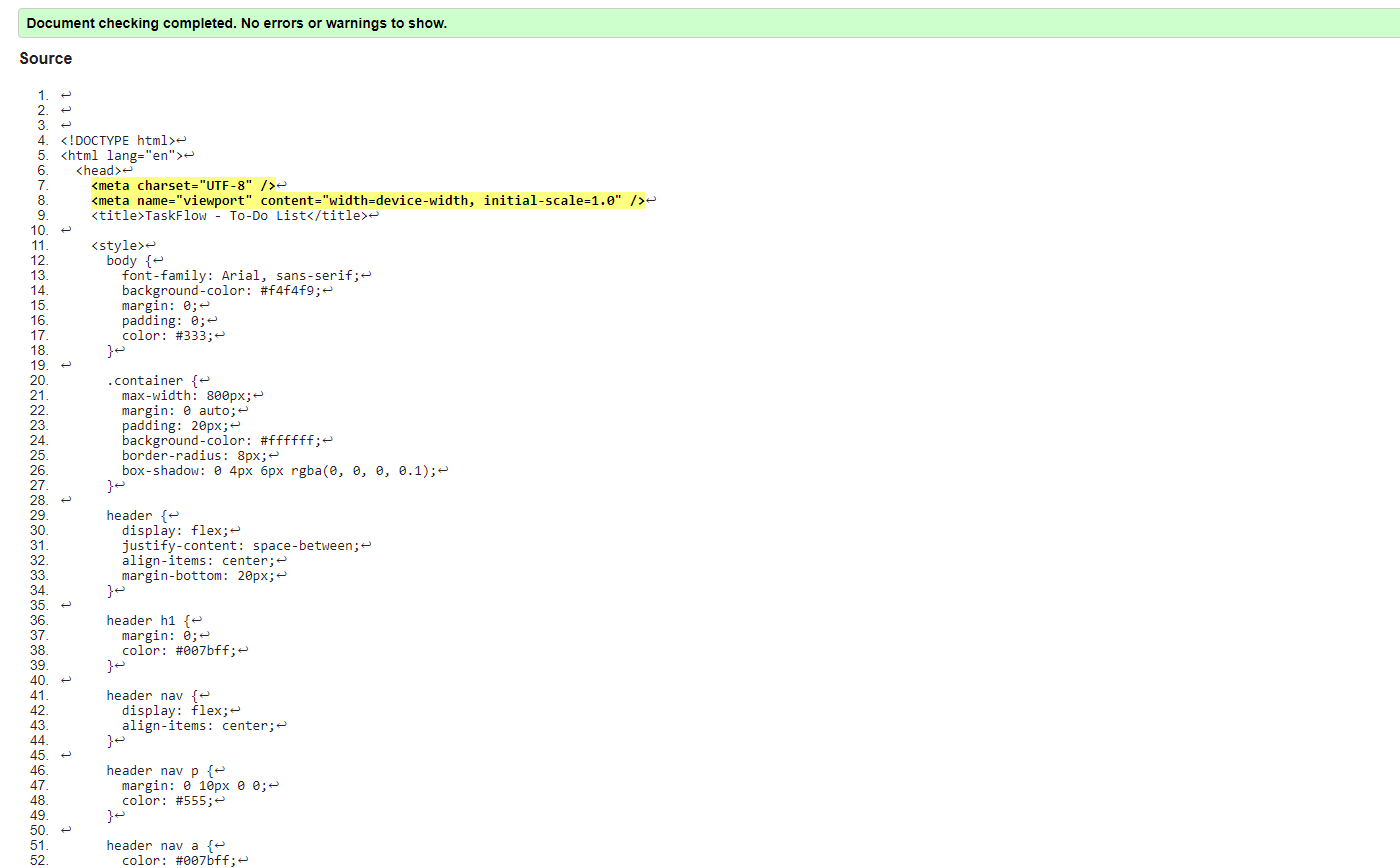 Document checking completed. No errors or warnings to show.
Source
1. ↩
2. ↩
3. ↩
4. <!DOCTYPE html>↩
5. <html lang="en">↩
6.   <head>↩
7.     <meta charset="UTF-8" />↩
8.     <meta name="viewport" content="width=device-width, initial-scale=1.0" />↩
9.     <title>TaskFlow - To-Do List</title>↩
10. ↩
11.     <style>↩
12.       body {↩
13.         font-family: Arial, sans-serif;↩
14.         background-color: #f4f4f9;↩
15.         margin: 0;↩
16.         padding: 0;↩
17.         color: #333;↩
18.       }↩
19. ↩
20.       .container {↩
21.         max-width: 800px;↩
22.         margin: 0 auto;↩
23.         padding: 20px;↩
24.         background-color: #ffffff;↩
25.         border-radius: 8px;↩
26.         box-shadow: 0 4px 6px rgba(0, 0, 0, 0.1);↩
27.       }↩
28. ↩
29.       header {↩
30.         display: flex;↩
31.         justify-content: space-between;↩
32.         align-items: center;↩
33.         margin-bottom: 20px;↩
34.       }↩
35. ↩
36.       header h1 {↩
37.         margin: 0;↩
38.         color: #007bff;↩
39.       }↩
40. ↩
41.       header nav {↩
42.         display: flex;↩
43.         align-items: center;↩
44.       }↩
45. ↩
46.       header nav p {↩
47.         margin: 0 10px 0 0;↩
48.         color: #555;↩
49.       }↩
50. ↩
51.       header nav a {↩
52.         color: #007bff;↩